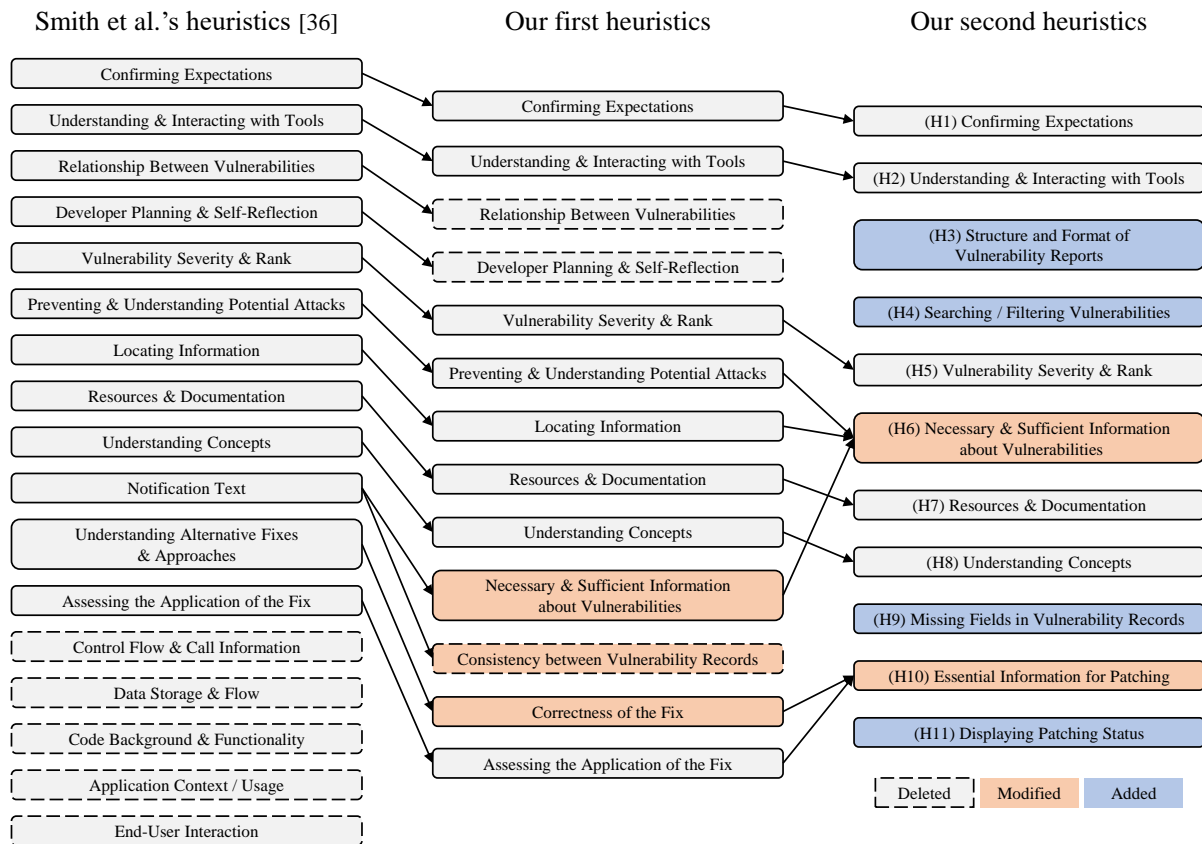 Smith et al.'s heuristics [36]
Confirming Expectations
Understanding & Interacting with Tools
Relationship Between Vulnerabilities
Developer Planning & Self-Reflection
Vulnerability Severity & Rank
Preventing & Understanding Potential Attacks
Locating Information
Resources & Documentation
Understanding Concepts
Notification Text
Understanding Alternative Fixes
& Approaches
Assessing the Application of the Fix
Control Flow & Call Information
Data Storage & Flow
Code Background & Functionality
Application Context / Usage
End-User Interaction
Our first heuristics
Confirming Expectations
Understanding & Interacting with Tools
Relationship Between Vulnerabilities
Developer Planning & Self-Reflection
Vulnerability Severity & Rank
Preventing & Understanding Potential Attacks
Locating Information
Resources & Documentation
Understanding Concepts
Necessary & Sufficient Information
about Vulnerabilities
Consistency between Vulnerability Records
Correctness of the Fix
Assessing the Application of the Fix
Our second heuristics
(H1) Confirming Expectations
(H2) Understanding & Interacting with Tools
(H3) Structure and Format of
Vulnerability Reports
(H4) Searching / Filtering Vulnerabilities
(H5) Vulnerability Severity & Rank
(H6) Necessary & Sufficient Information
about Vulnerabilities
(H7) Resources & Documentation
(H8) Understanding Concepts
(H9) Missing Fields in Vulnerability Records
(H10) Essential Information for Patching
(H11) Displaying Patching Status
Deleted
Modified
Added